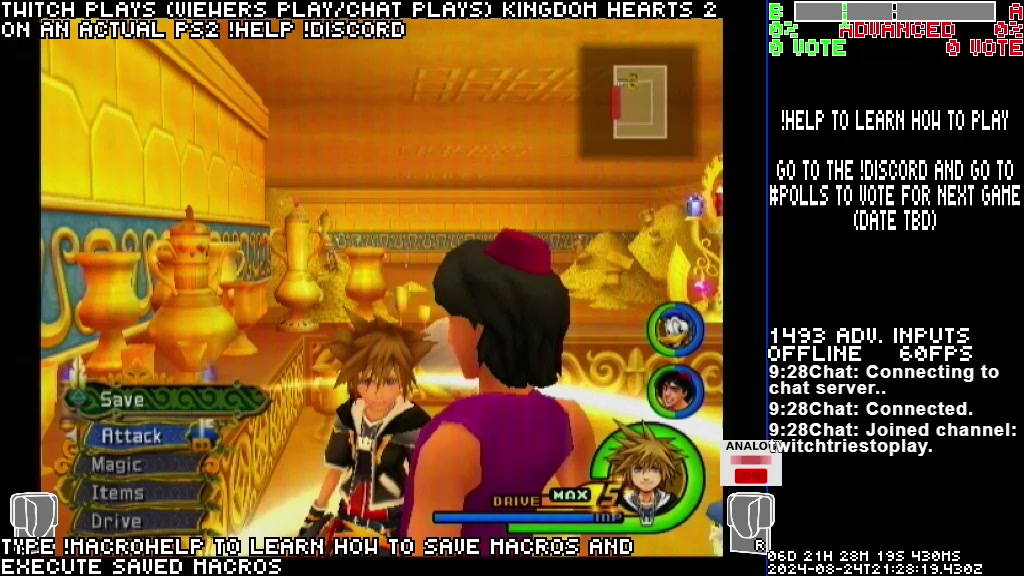 TWITCH PLAYS (VIEWERS PLAY/CHAT PLAYS) KINGDOM HEARTS 2
ON AN ACTUAL PS2 !HELP !DISCORD
B A
0% ADVANCED 0%
0 VOTE 0 VOTE
!HELP TO LEARN HOW TO PLAY
GO TO THE !DISCORD AND GO TO
#POLLS TO VOTE FOR NEXT GAME
(DATE TBD)
1493 ADV. INPUTS
OFFLINE 60FPS
9:28Chat: Connecting to
chat server..
9:28Chat: Connected.
9:28Chat: Joined channel:
twitchtriestoplay.
Save
Attack
Magic
Items
Drive
DRIVE MAX 5
HP
ANALOG
ON
R
TYPE !MACROHELP TO LEARN HOW TO SAVE MACROS AND
EXECUTE SAVED MACROS
06D 21H 28M 19S 430MS
2024-08-24T21:28:19.430Z